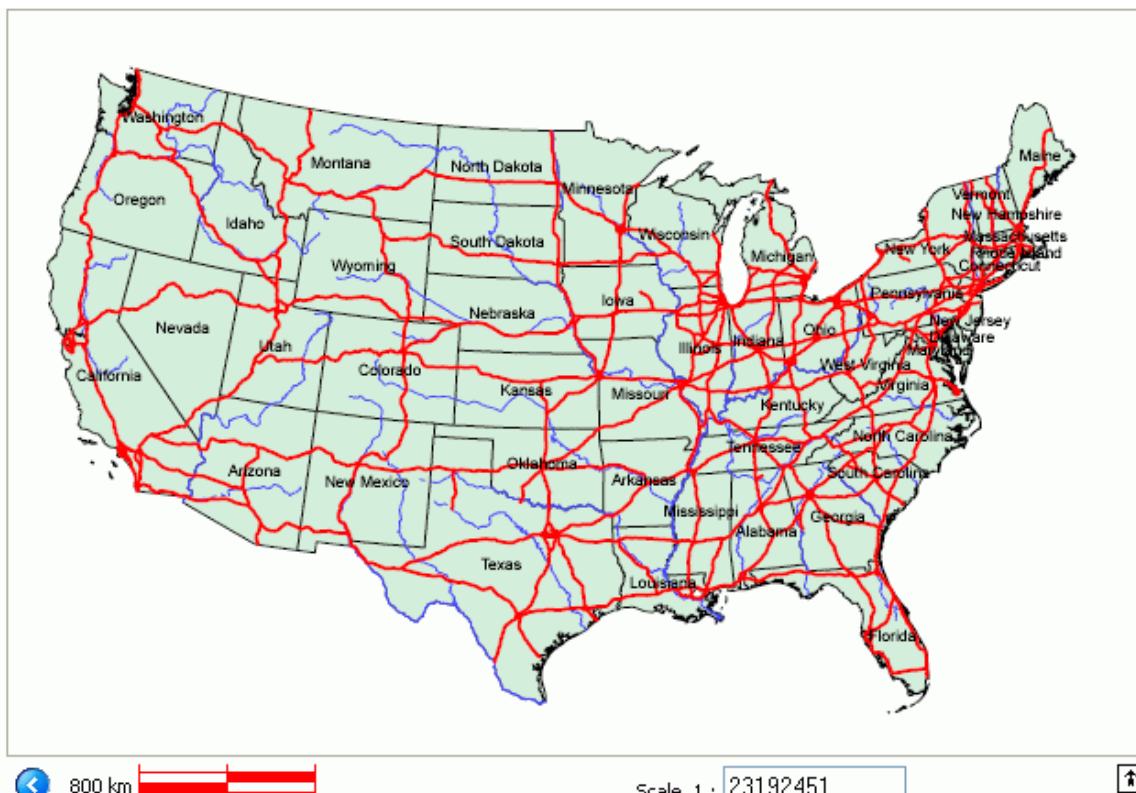 Washington
Montana
North Dakota
Minnesota
Maine
Vermont
Oregon
Idaho
New Hampshire
Wisconsin
Massachusetts
South Dakota
New York
Rhode Island
Michigan
Connecticut
Wyoming
Pennsylvania
Iowa
Nebraska
New Jersey
Nevada
Ohio
Delaware
Utah
Illinois
Indiana
Maryland
West Virginia
Colorado
California
Virginia
Kansas
Missouri
Kentucky
North Carolina
Tennessee
Oklahoma
Arizona
South Carolina
New Mexico
Arkansas
Mississippi
Georgia
Alabama
Texas
Louisiana
Florida
800 km
Scale 1 : 23192451